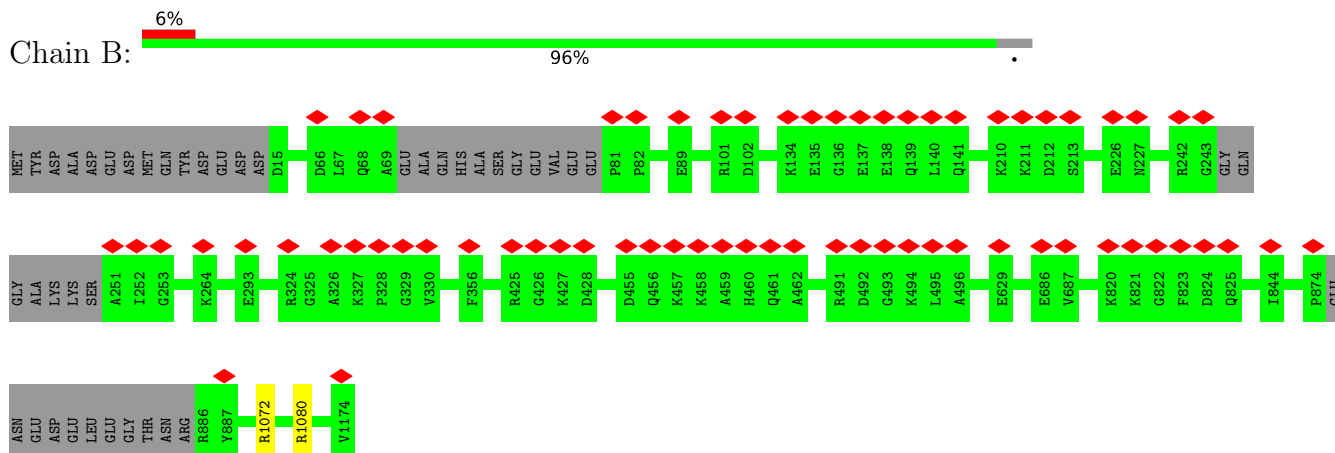 6%
Chain B:
96%
.
MET TYR ASP ALA ASP GLU ASP MET GLN TYR ASP GLU ASP ASP D15 D66 L67 Q68 A69 GLU ALA GLN HIS ALA SER GLY GLU VAL GLU GLU P81 P82 E89 R101 D102 K134 E135 G136 E137 E138 Q139 L140 Q141 K210 K211 D212 S213 E226 N227 R242 G243 GLY GLN
GLY ALA LYS LYS SER A251 I252 G253 K264 E293 R324 G325 A326 K327 P328 G329 V330 F356 R425 G426 K427 D428 D455 Q456 K457 K458 A459 H460 Q461 A462 R491 D492 G493 K494 L495 A496 E629 E686 V687 K820 K821 G822 F823 D824 Q825 I844 P874 GLU
ASN GLU ASP GLU LEU GLU GLY THR ASN ARG R886 Y887 R1072 R1080 V1174